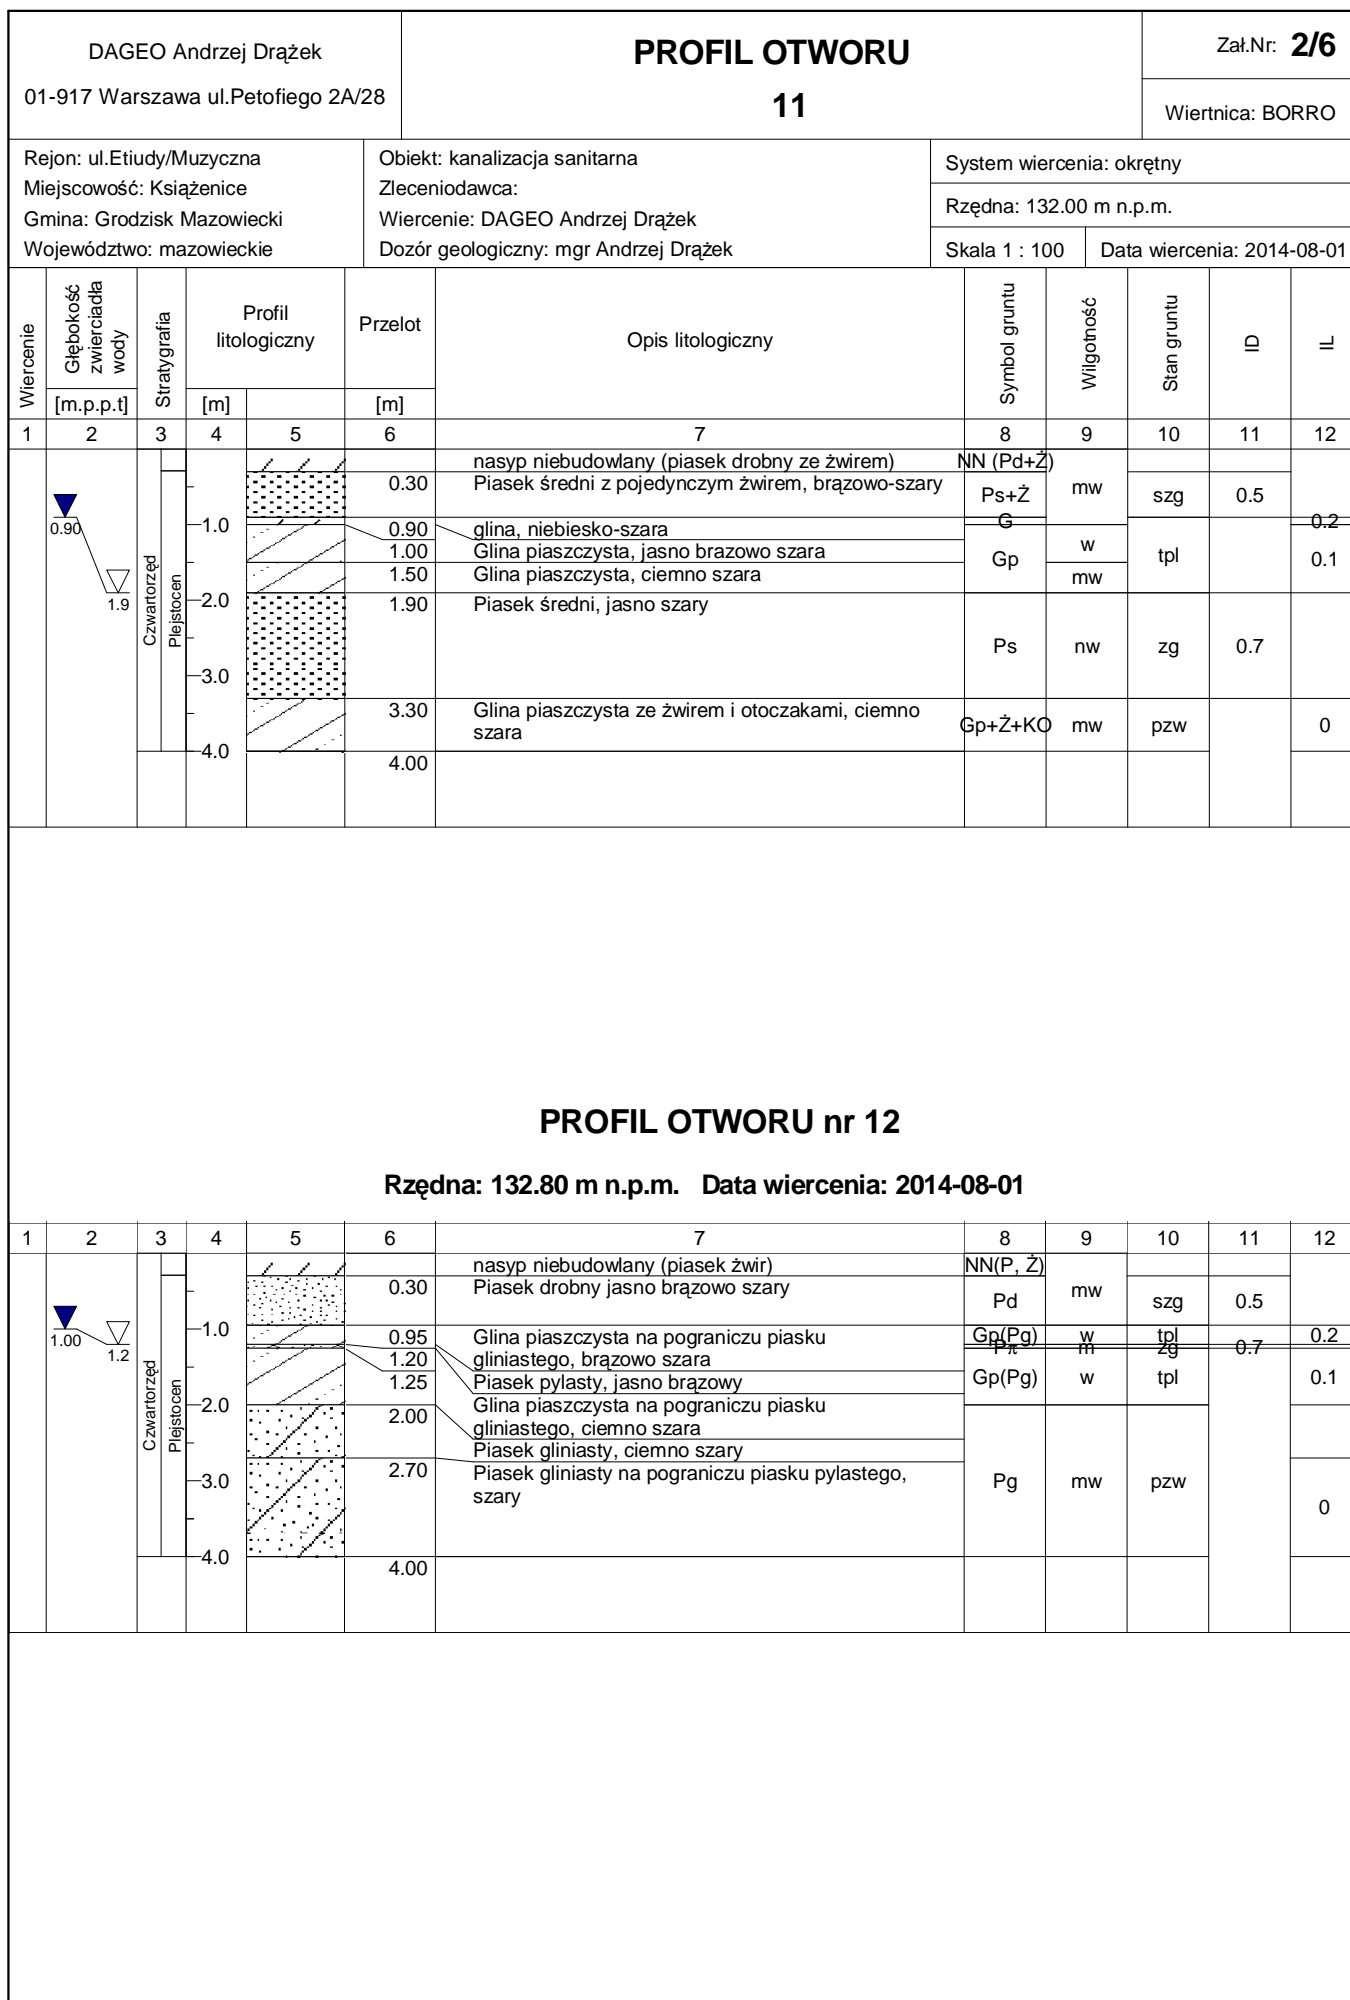 DAGEO Andrzej Drążek
01-917 Warszawa ul.Petofiego 2A/28
PROFIL OTWORU
11
Zał.Nr: 2/6
Wiertnica: BORRO
Rejon: ul.Etiudy/Muzyczna
Miejscowość: Książenice
Gmina: Grodzisk Mazowiecki
Województwo: mazowieckie
Obiekt: kanalizacja sanitarna
Zleceniodawca:
Wiercenie: DAGEO Andrzej Drążek
Dozór geologiczny: mgr Andrzej Drążek
System wiercenia: okrętny
Rzędna: 132.00 m n.p.m.
Skala 1 : 100 Data wiercenia: 2014-08-01
Wiercenie
Głębokość zwierciadła wody
[m.p.p.t]
Stratygrafia
Profil litologiczny
[m]
Przelot
[m]
Opis litologiczny
Symbol gruntu
Wilgotność
Stan gruntu
ID
IL
1 2 3 4 5 6 7 8 9 10 11 12
nasyp niebudowlany (piasek drobny ze żwirem) NN (Pd+Ż)
0.30 Piasek średni z pojedynczym żwirem, brązowo-szary Ps+Ż mw szg 0.5
0.90 1.0 0.90 glina, niebiesko-szara G 0.2
1.00 Glina piaszczysta, jasno brazowo szara Gp w tpl 0.1
1.50 Glina piaszczysta, ciemno szara mw
1.9 2.0 1.90 Piasek średni, jasno szary
Czwartorzęd
Plejstocen
Ps nw zg 0.7
3.0
3.30 Glina piaszczysta ze żwirem i otoczakami, ciemno
szara Gp+Ż+KO mw pzw 0
4.0
4.00
PROFIL OTWORU nr 12
Rzędna: 132.80 m n.p.m. Data wiercenia: 2014-08-01
1 2 3 4 5 6 7 8 9 10 11 12
nasyp niebudowlany (piasek żwir) NN(P, Ż)
0.30 Piasek drobny jasno brązowo szary Pd mw szg 0.5
1.00 1.2 1.0 0.95 Glina piaszczysta na pograniczu piasku Gp(Pg) w tpl 0.2
Pπ m zg 0.7
1.20 gliniastego, brązowo szara
1.25 Piasek pylasty, jasno brązowy Gp(Pg) w tpl 0.1
Czwartorzęd
Plejstocen
2.0 Glina piaszczysta na pograniczu piasku
2.00 gliniastego, ciemno szara
Piasek gliniasty, ciemno szary
2.70 Piasek gliniasty na pograniczu piasku pylastego,
3.0 szary Pg mw pzw
0
4.0
4.00